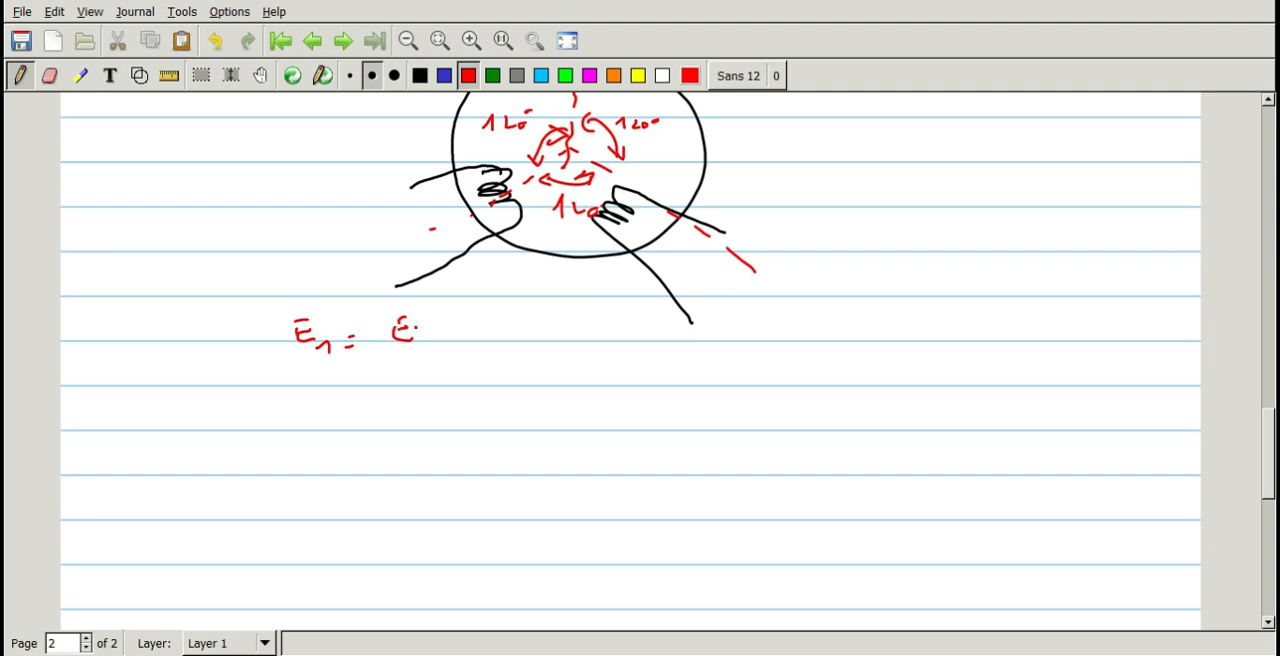 File Edit View Journal Tools Options Help
Sans 12 0
120° 120°
120
E₁ = E
Page 2 of 2 Layer: Layer 1